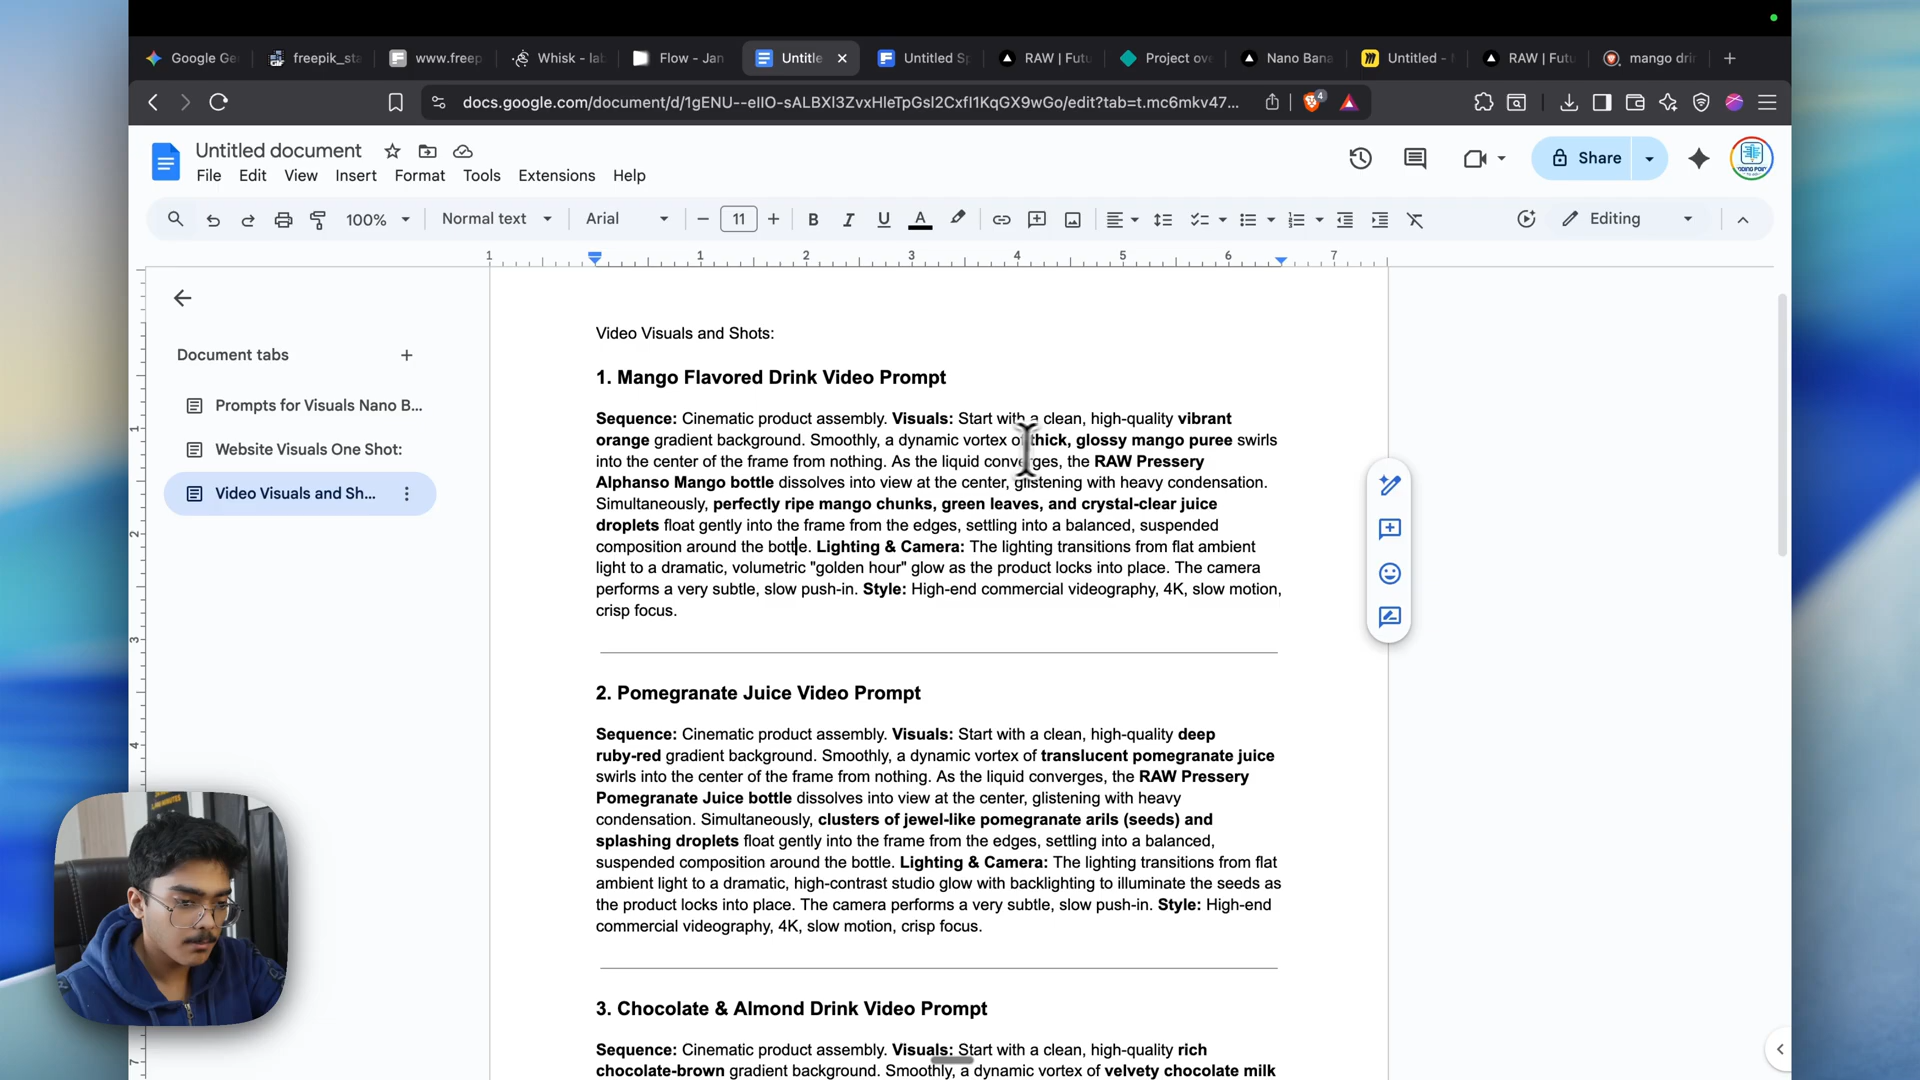 Google Ge
freepik_sta
www.freep
Whisk - lab
Flow - Jan
Untitle
Untitled Sp
RAW | Futu
Project ove
Nano Bana
Untitled -
RAW | Futu
mango dri
docs.google.com/document/d/1gENU--eIIO-sALBXI3ZvxHleTpGsl2CxfI1KqGX9wGo/edit?tab=t.mc6mkv47...
4
Untitled document
File Edit View Insert Format Tools Extensions Help
Share
100% Normal text Arial 11 Editing
1 1 2 3 4 5 6 7
Document tabs
Prompts for Visuals Nano B...
Website Visuals One Shot:
Video Visuals and Sh...
Video Visuals and Shots:
1. Mango Flavored Drink Video Prompt
Sequence: Cinematic product assembly. Visuals: Start with a clean, high-quality vibrant
orange gradient background. Smoothly, a dynamic vortex of thick, glossy mango puree swirls
into the center of the frame from nothing. As the liquid converges, the RAW Pressery
Alphanso Mango bottle dissolves into view at the center, glistening with heavy condensation.
Simultaneously, perfectly ripe mango chunks, green leaves, and crystal-clear juice
droplets float gently into the frame from the edges, settling into a balanced, suspended
composition around the bottle. Lighting & Camera: The lighting transitions from flat ambient
light to a dramatic, volumetric "golden hour" glow as the product locks into place. The camera
performs a very subtle, slow push-in. Style: High-end commercial videography, 4K, slow motion,
crisp focus.
2. Pomegranate Juice Video Prompt
Sequence: Cinematic product assembly. Visuals: Start with a clean, high-quality deep
ruby-red gradient background. Smoothly, a dynamic vortex of translucent pomegranate juice
swirls into the center of the frame from nothing. As the liquid converges, the RAW Pressery
Pomegranate Juice bottle dissolves into view at the center, glistening with heavy
condensation. Simultaneously, clusters of jewel-like pomegranate arils (seeds) and
splashing droplets float gently into the frame from the edges, settling into a balanced,
suspended composition around the bottle. Lighting & Camera: The lighting transitions from flat
ambient light to a dramatic, high-contrast studio glow with backlighting to illuminate the seeds as
the product locks into place. The camera performs a very subtle, slow push-in. Style: High-end
commercial videography, 4K, slow motion, crisp focus.
3. Chocolate & Almond Drink Video Prompt
Sequence: Cinematic product assembly. Visuals: Start with a clean, high-quality rich
chocolate-brown gradient background. Smoothly, a dynamic vortex of velvety chocolate milk